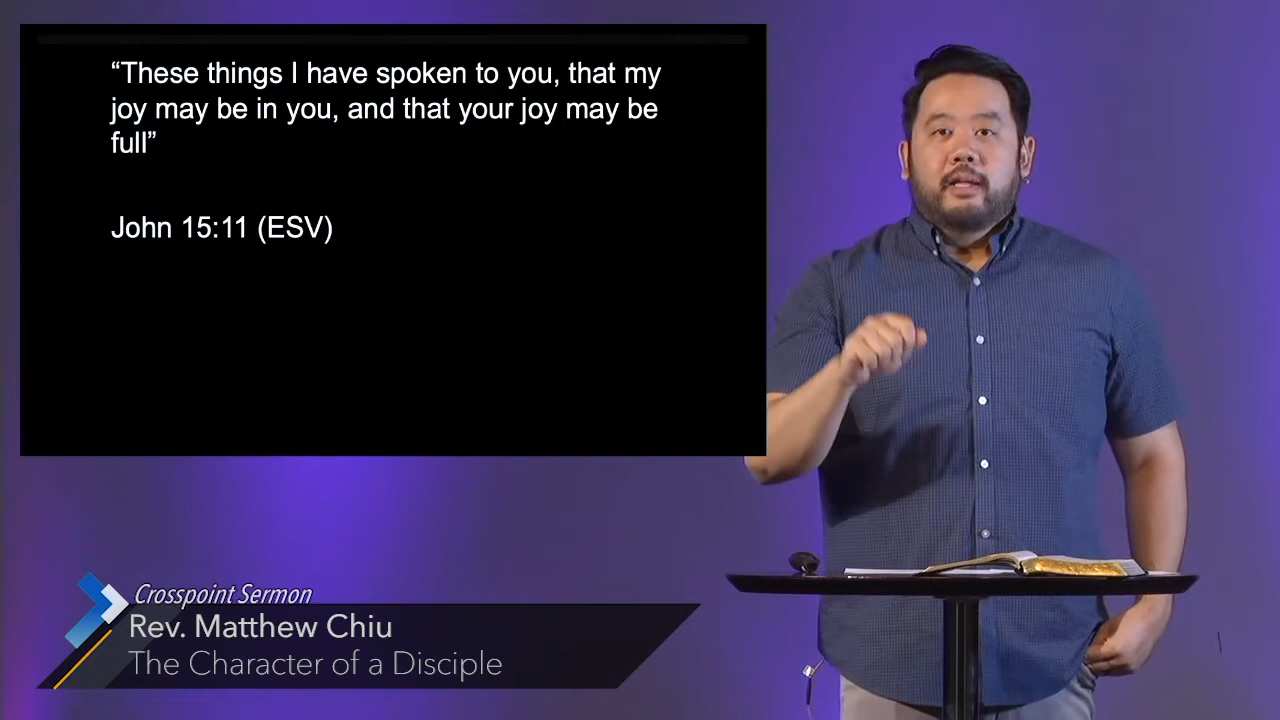 “These things I have spoken to you, that my
joy may be in you, and that your joy may be
full”
John 15:11 (ESV)
Crosspoint Sermon
Rev. Matthew Chiu
The Character of a Disciple